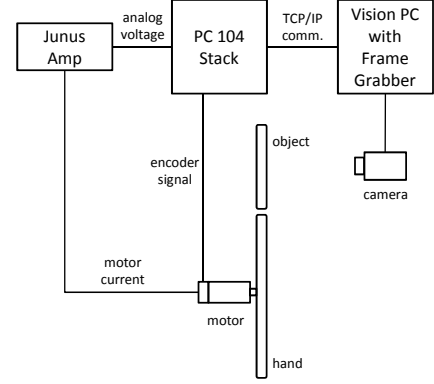 Junus
Amp
analog
voltage
PC 104
Stack
TCP/IP
comm.
Vision PC
with
Frame
Grabber
object
encoder
signal
camera
motor
current
motor
hand